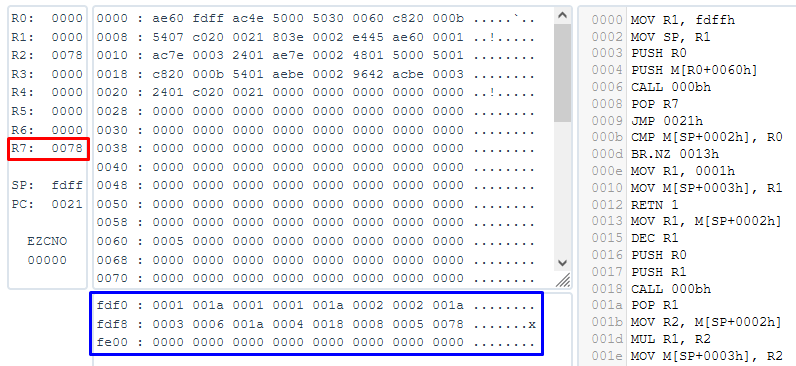 R0: 0000
R1: 0000
R2: 0078
R3: 0000
R4: 0000
R5: 0000
R6: 0000
R7: 0078
SP: fdff
PC: 0021
EZCNO
00000
0000 : ae60 fdff ac4e 5000 5030 0060 c820 000b .....`..
0008 : 5407 c020 0021 803e 0002 e445 ae60 0001 ..!.....
0010 : ac7e 0003 2401 ae7e 0002 4801 5000 5001 ........
0018 : c820 000b 5401 aebe 0002 9642 acbe 0003 ........
0020 : 2401 c020 0021 0000 0000 0000 0000 0000 ..!.....
0028 : 0000 0000 0000 0000 0000 0000 0000 0000 ........
0030 : 0000 0000 0000 0000 0000 0000 0000 0000 ........
0038 : 0000 0000 0000 0000 0000 0000 0000 0000 ........
0040 : 0000 0000 0000 0000 0000 0000 0000 0000 ........
0048 : 0000 0000 0000 0000 0000 0000 0000 0000 ........
0050 : 0000 0000 0000 0000 0000 0000 0000 0000 ........
0058 : 0000 0000 0000 0000 0000 0000 0000 0000 ........
0060 : 0005 0000 0000 0000 0000 0000 0000 0000 ........
0068 : 0000 0000 0000 0000 0000 0000 0000 0000 ........
0070 : 0000 0000 0000 0000 0000 0000 0000 0000 ........
fdf0 : 0001 001a 0001 0001 001a 0002 0002 001a ........
fdf8 : 0003 0006 001a 0004 0018 0008 0005 0078 .......x
fe00 : 0000 0000 0000 0000 0000 0000 0000 0000 ........
0000 MOV R1, fdffh
0002 MOV SP, R1
0003 PUSH R0
0004 PUSH M[R0+0060h]
0006 CALL 000bh
0008 POP R7
0009 JMP 0021h
000b CMP M[SP+0002h], R0
000d BR.NZ 0013h
000e MOV R1, 0001h
0010 MOV M[SP+0003h], R1
0012 RETN 1
0013 MOV R1, M[SP+0002h]
0015 DEC R1
0016 PUSH R0
0017 PUSH R1
0018 CALL 000bh
001a POP R1
001b MOV R2, M[SP+0002h]
001d MUL R1, R2
001e MOV M[SP+0003h], R2